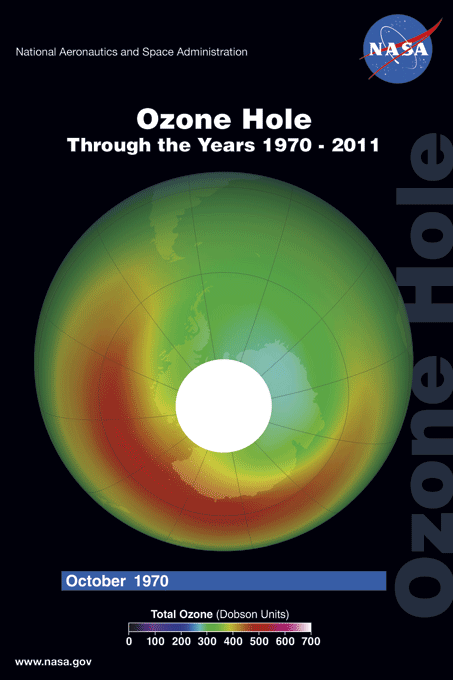 National Aeronautics and Space Administration
NASA
Ozone Hole
Through the Years 1970 - 2011
Ozone Hole
October 1970
Total Ozone (Dobson Units)
0 100 200 300 400 500 600 700
www.nasa.gov